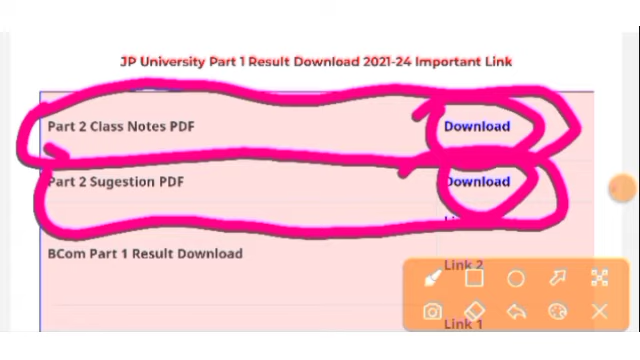 JP University Part 1 Result Download 2021-24 Important Link
Part 2 Class Notes PDF Download
Part 2 Sugestion PDF Download
BCom Part 1 Result Download
Link 2
Link 1